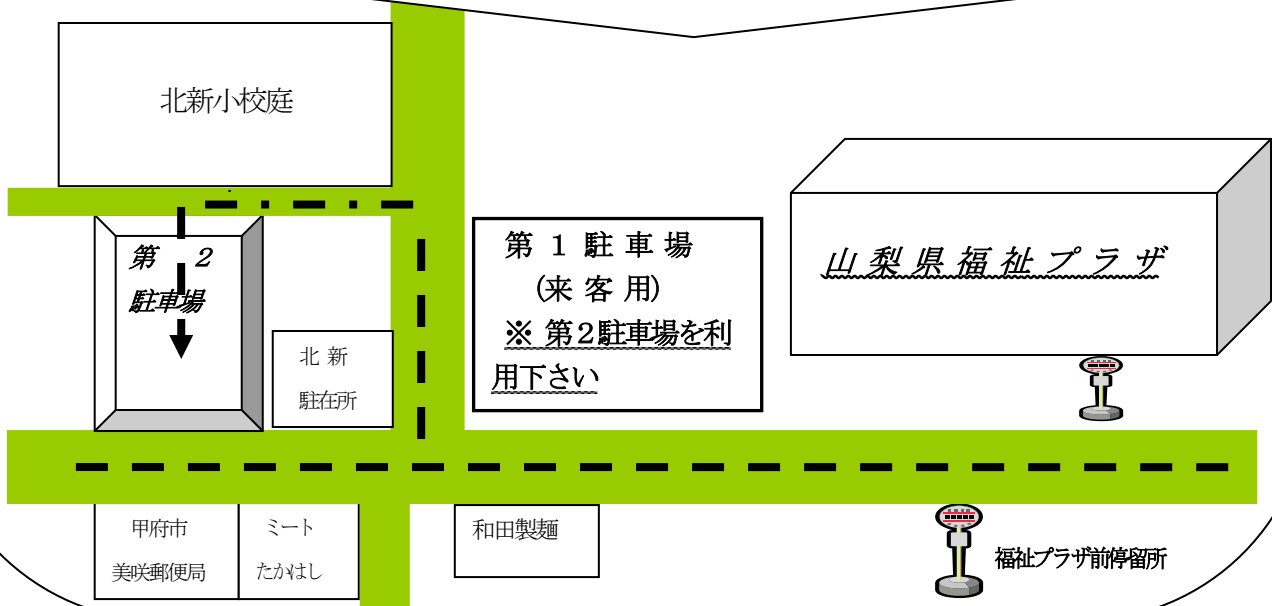 北新小校庭
第 2
駐車場
北 新
駐在所
第 1 駐 車 場
(来 客 用)
※ 第2駐車場を利
用下さい
山 梨 県 福 祉 プ ラ ザ
甲府市
美咲郵便局
ミート
たかはし
和田製麺
福祉プラザ前停留所